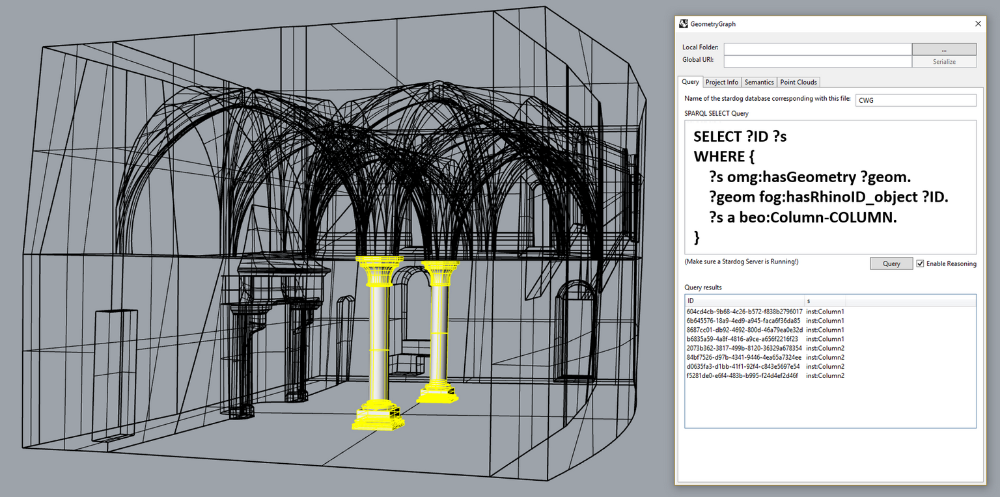 GeometryGraph
Local Folder:
...
Global URI:
Serialize
Query Project Info Semantics Point Clouds
Name of the stardog database corresponding with this file: CWG
SPARQL SELECT Query
SELECT ?ID ?s
WHERE {
?s omg:hasGeometry ?geom.
?geom fog:hasRhinoID_object ?ID.
?s a beo:Column-COLUMN.
}
(Make sure a Stardog Server is Running!) Query Enable Reasoning
Query results
ID s
604cd4cb-9b68-4c26-b572-f838b2796017 inst:Column1
6b645576-18a9-4ed9-a945-faca6f36da85 inst:Column1
8687cc01-db92-4692-800d-46a79ea0e32d inst:Column1
b6835a59-4a8f-4816-a9ce-a656f2216f23 inst:Column1
2073b362-3817-499b-8120-36329a678354 inst:Column2
84bf7526-d97b-4341-9446-4ea65a7324ee inst:Column2
d0635fa3-d1bb-41f1-92f4-c843e5697e54 inst:Column2
f5281de0-e6f4-483b-b995-f24d4ef2d46f inst:Column2